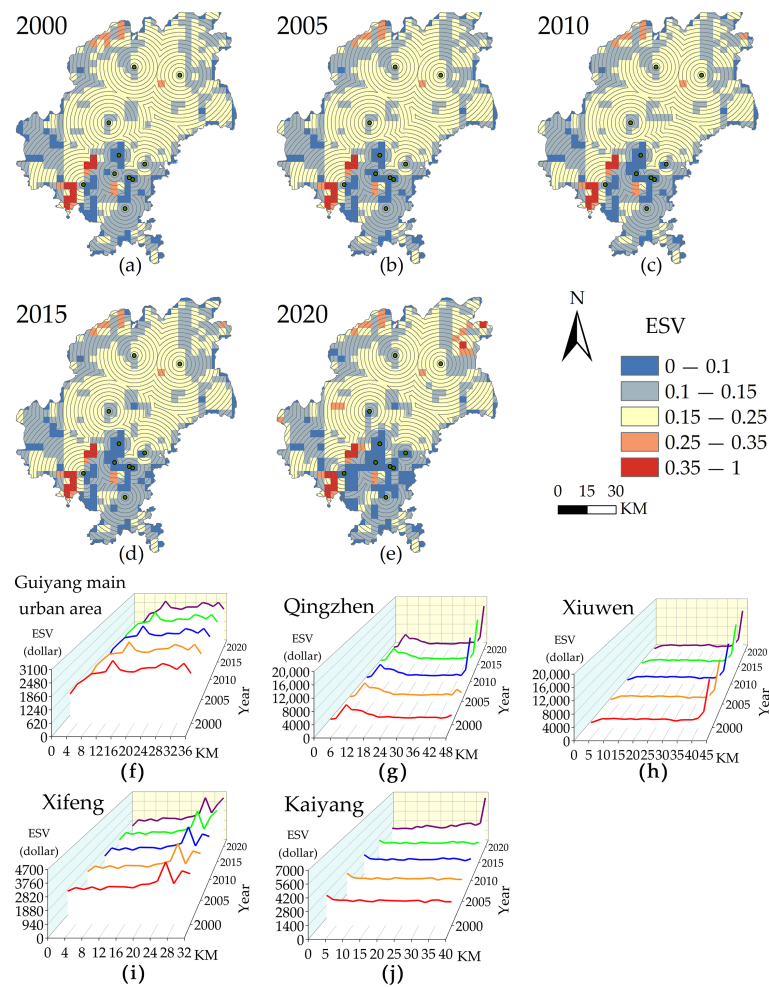 2000
2005
2010
(a)
(b)
(c)
2015
2020
N
ESV
0 — 0.1
0.1 — 0.15
0.15 — 0.25
0.25 — 0.35
0.35 — 1
0 15 30
KM
(d)
(e)
Guiyang main
urban area
ESV
(dollar)
3100
2480
1860
1240
620
0
0 4 8 12 16 20 24 28 32 36 KM
2000
2005
2010
2015
2020
Year
(f)
Qingzhen
ESV
(dollar)
20,000
16,000
12,000
8000
4000
0
0 6 12 18 24 30 36 42 48 KM
2000
2005
2010
2015
2020
Year
(g)
Xiuwen
ESV
(dollar)
20,000
16,000
12,000
8000
4000
0
0 5 10 15 20 25 30 35 40 45 KM
2000
2005
2010
2015
2020
Year
(h)
Xifeng
ESV
(dollar)
4700
3760
2820
1880
940
0
0 4 8 12 16 20 24 28 32 KM
2000
2005
2010
2015
2020
Year
(i)
Kaiyang
ESV
(dollar)
7000
5600
4200
2800
1400
0
0 5 10 15 20 25 30 35 40 KM
2000
2005
2010
2015
2020
Year
(j)